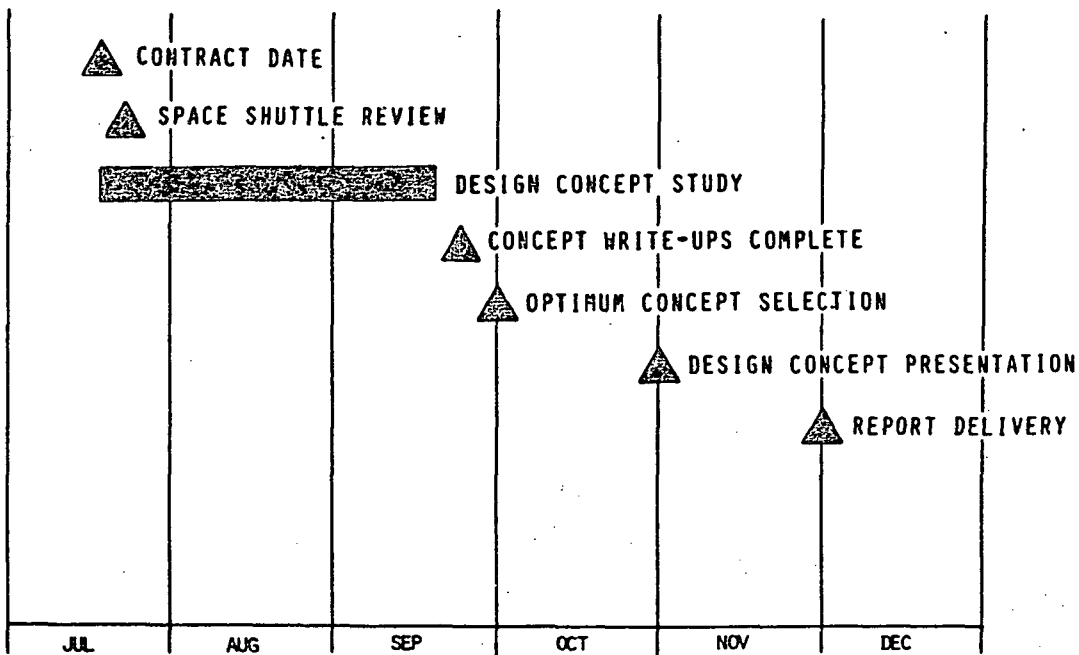 CONTRACT DATE
SPACE SHUTTLE REVIEW
DESIGN CONCEPT STUDY
CONCEPT WRITE-UPS COMPLETE
OPTIMUM CONCEPT SELECTION
DESIGN CONCEPT PRESENTATION
REPORT DELIVERY
JUL AUG SEP OCT NOV DEC